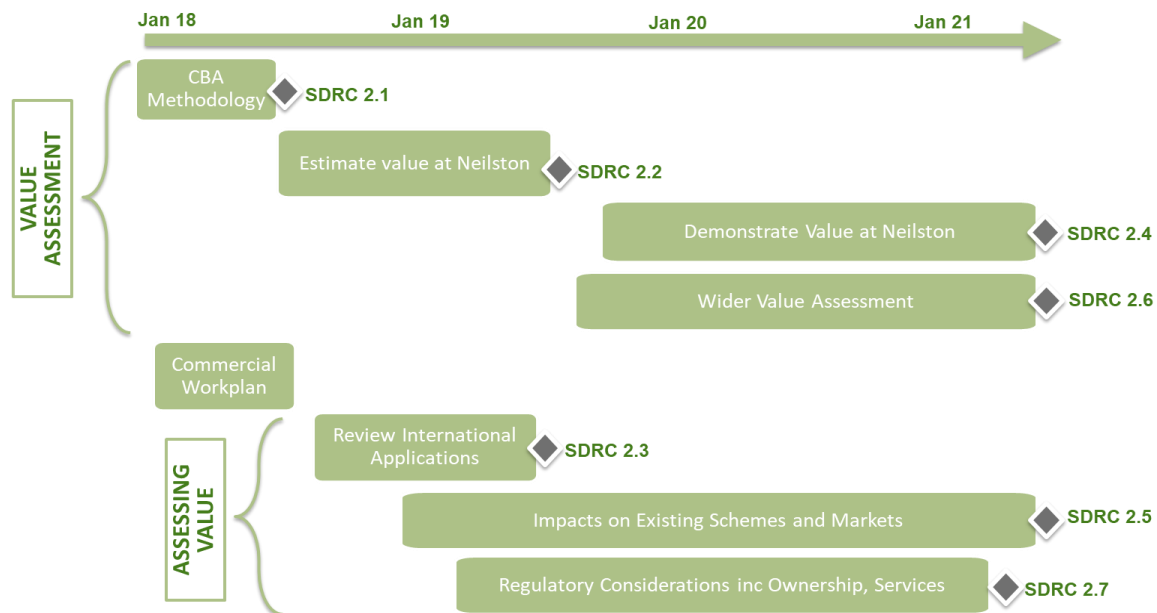 Jan 18
Jan 19
Jan 20
Jan 21
VALUE
ASSESSMENT
CBA
Methodology
SDRC 2.1
Estimate value at Neilston
SDRC 2.2
Demonstrate Value at Neilston
SDRC 2.4
Wider Value Assessment
SDRC 2.6
Commercial
Workplan
ASSESSING
VALUE
Review International
Applications
SDRC 2.3
Impacts on Existing Schemes and Markets
SDRC 2.5
Regulatory Considerations inc Ownership, Services
SDRC 2.7